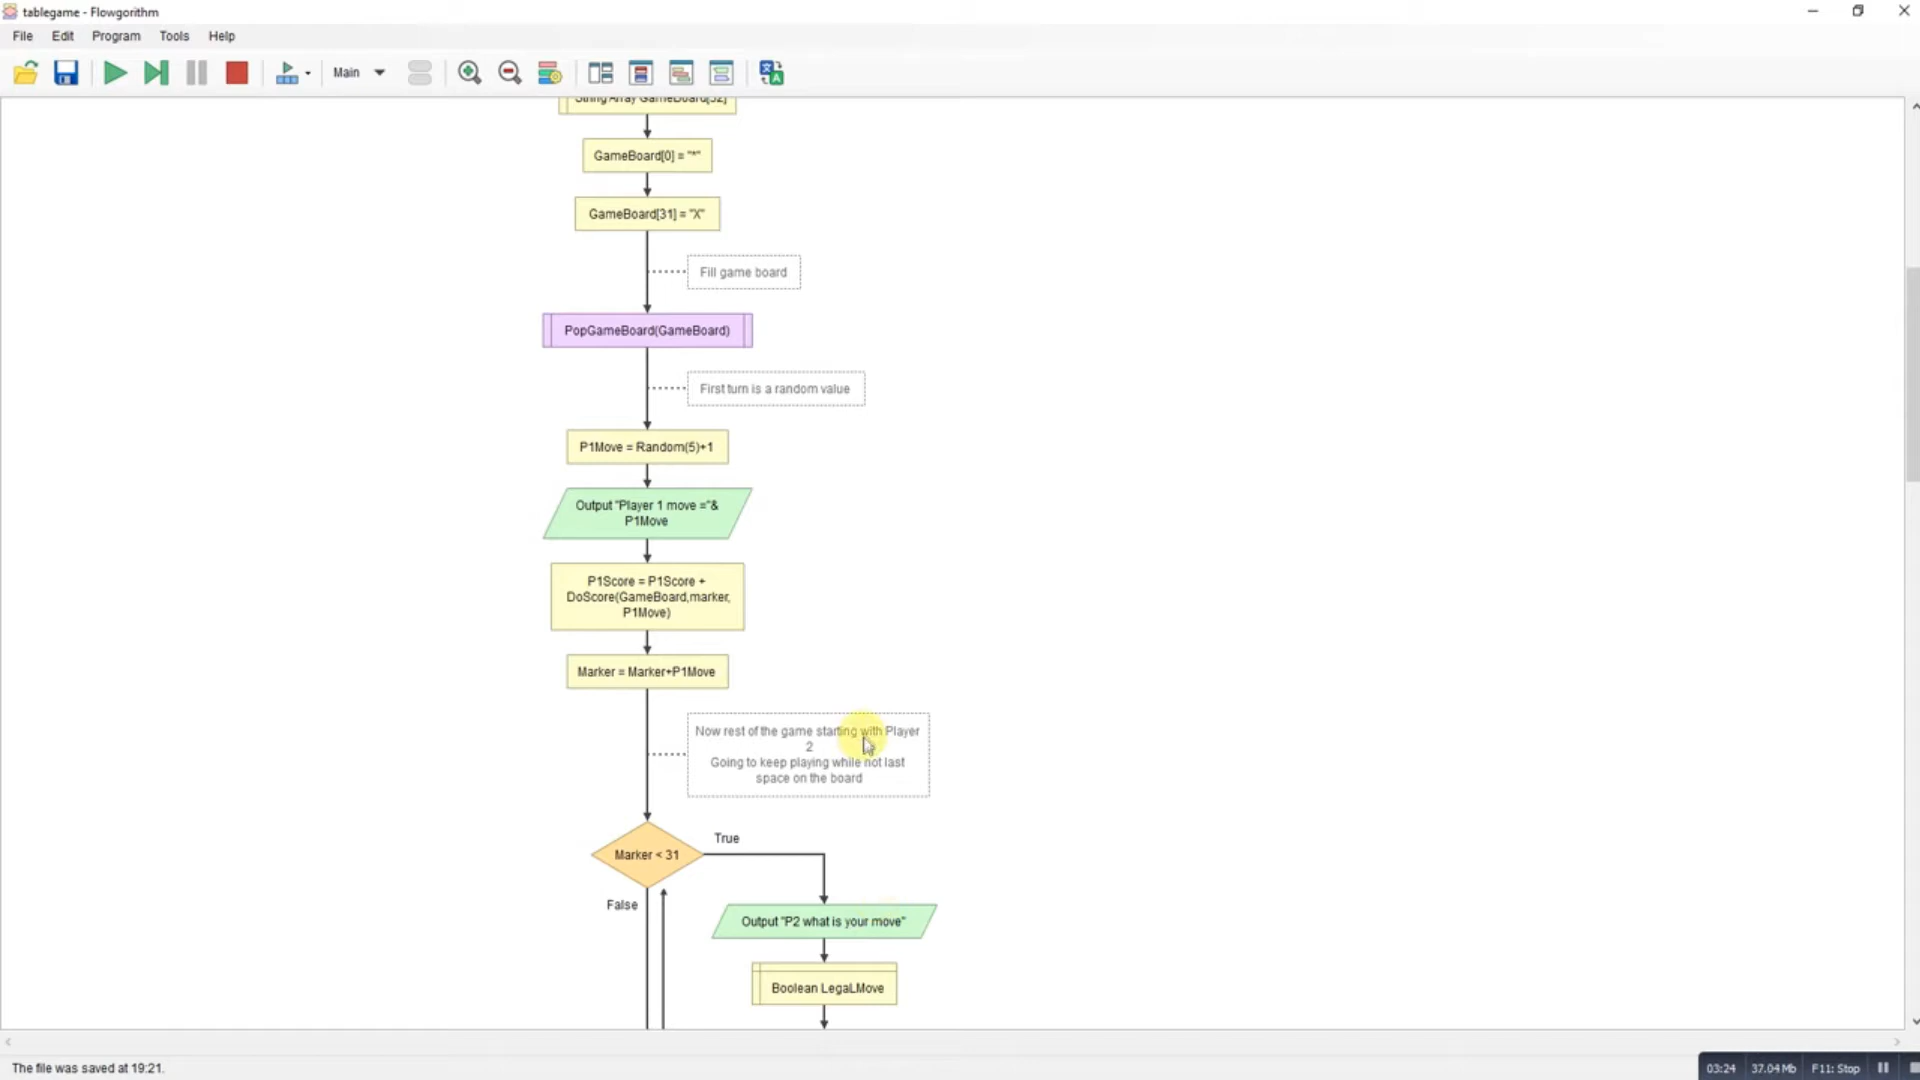 tablegame - Flowgorithm
File Edit Program Tools Help
Main
String Array GameBoard[32]
GameBoard[0] = "*"
GameBoard[31] = "X"
Fill game board
PopGameBoard(GameBoard)
First turn is a random value
P1Move = Random(5)+1
Output "Player 1 move ="&
P1Move
P1Score = P1Score +
DoScore(GameBoard,marker,
P1Move)
Marker = Marker+P1Move
Now rest of the game starting with Player
2
Going to keep playing while not last
space on the board
True
Marker < 31
False
Output "P2 what is your move"
Boolean LegaLMove
The file was saved at 19:21.
03:24 37.04Mb F11: Stop